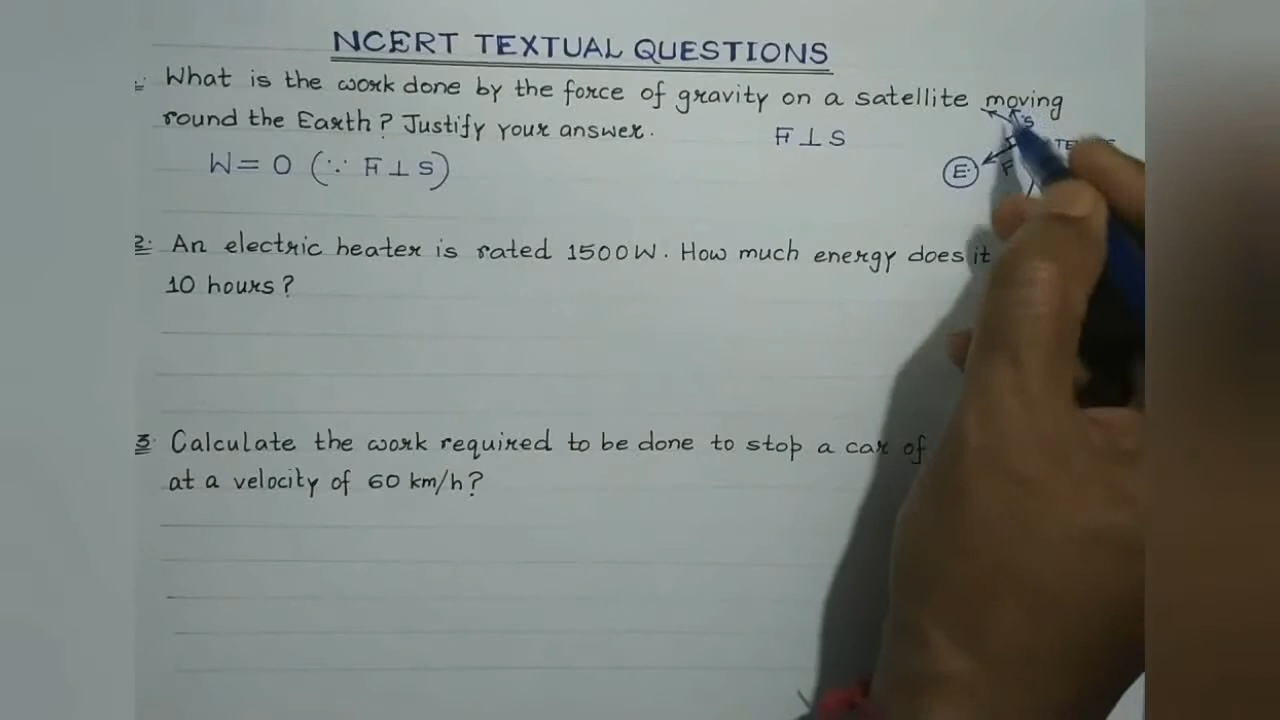 NCERT TEXTUAL QUESTIONS
What is the work done by the force of gravity on a satellite moving
round the Earth? Justify your answer. F ⊥ S
S
E
F
W = 0 (∵ F ⊥ S)
2. An electric heater is rated 1500W. How much energy does it
10 hours?
3. Calculate the work required to be done to stop a car of
at a velocity of 60 km/h?